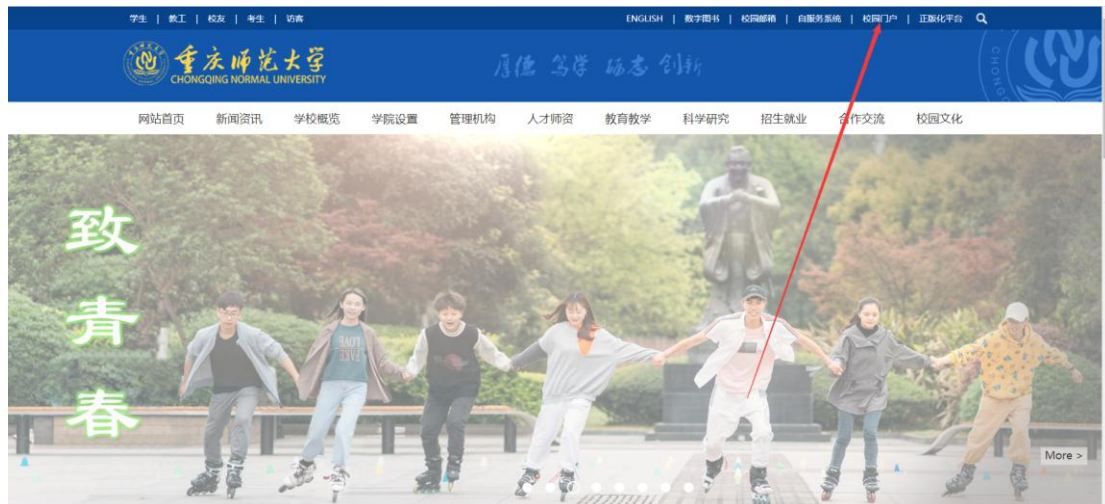 学生 | 教工 | 校友 | 考生 | 访客
ENGLISH | 数字图书 | 校园邮箱 | 自服务系统 | 校园门户 | 正版化平台
重庆师范大学
CHONGQING NORMAL UNIVERSITY
厚德 笃学 砺志 创新
CHONGQ
网站首页 新闻资讯 学校概览 学院设置 管理机构 人才师资 教育教学 科学研究 招生就业 合作交流 校园文化
致
青
春
LOVE
FAKE
More >